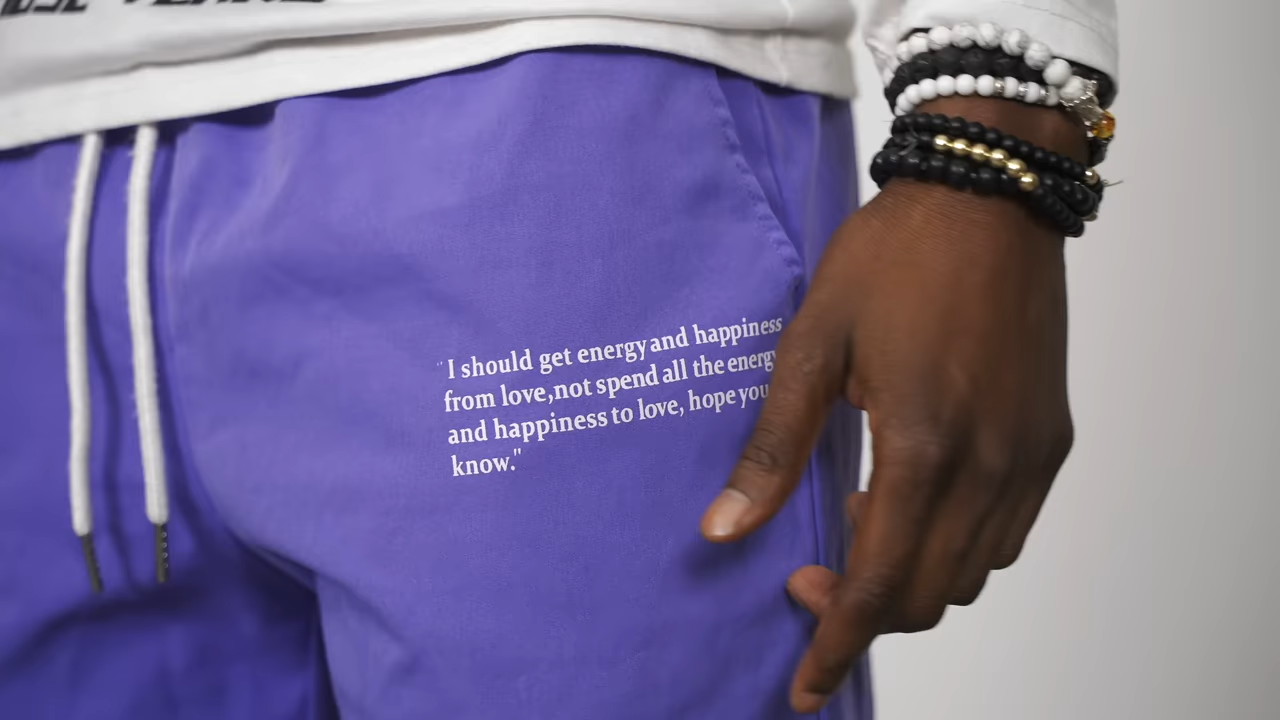 "I should get energy and happiness
from love,not spend all the energy
and happiness to love, hope you
know."